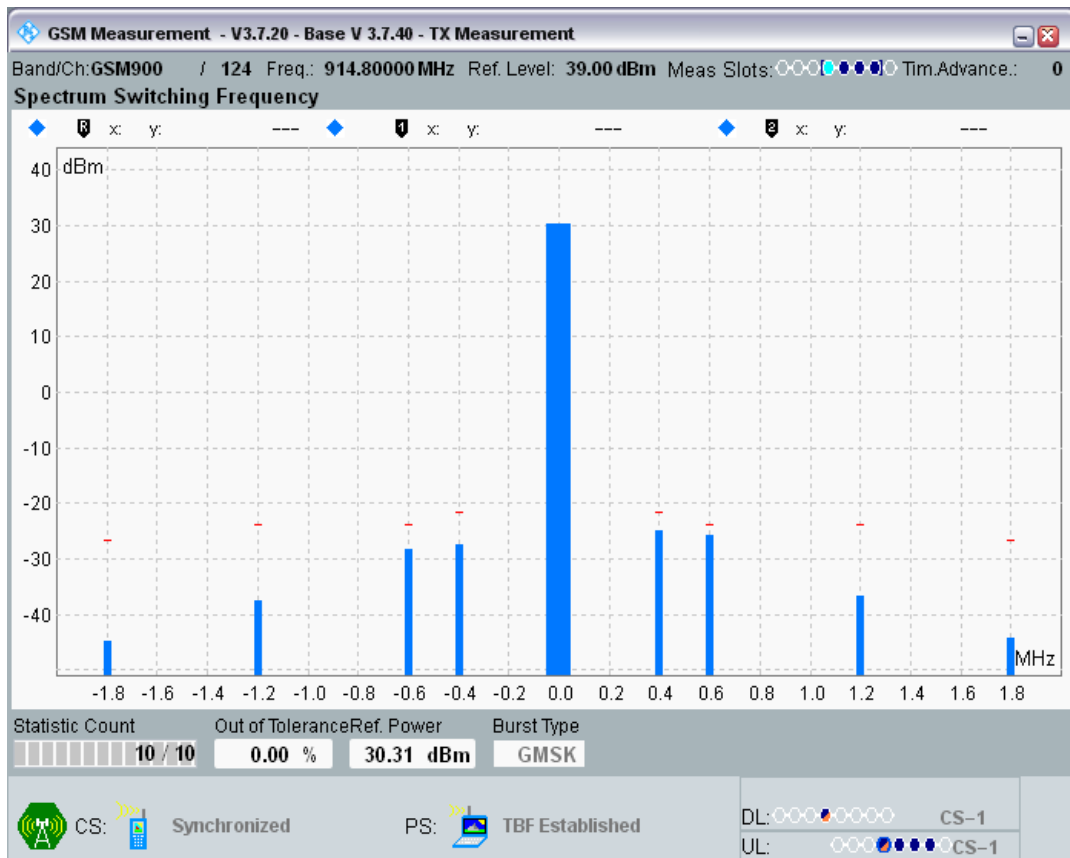 GSM Measurement - V3.7.20 - Base V 3.7.40 - TX Measurement
Band/Ch:GSM900 / 124 Freq.: 914.80000 MHz Ref. Level: 39.00 dBm Meas Slots: Tim.Advance.: 0
Spectrum Switching Frequency
R x: y: --- 1 x: y: --- 2 x: y: ---
dBm
40
30
20
10
0
-10
-20
-30
-40
MHz
-1.8 -1.6 -1.4 -1.2 -1.0 -0.8 -0.6 -0.4 -0.2 0.0 0.2 0.4 0.6 0.8 1.0 1.2 1.4 1.6 1.8
Statistic Count Out of Tolerance Ref. Power Burst Type
10 / 10 0.00 % 30.31 dBm GMSK
CS: Synchronized PS: TBF Established
DL: CS-1
UL: CS-1